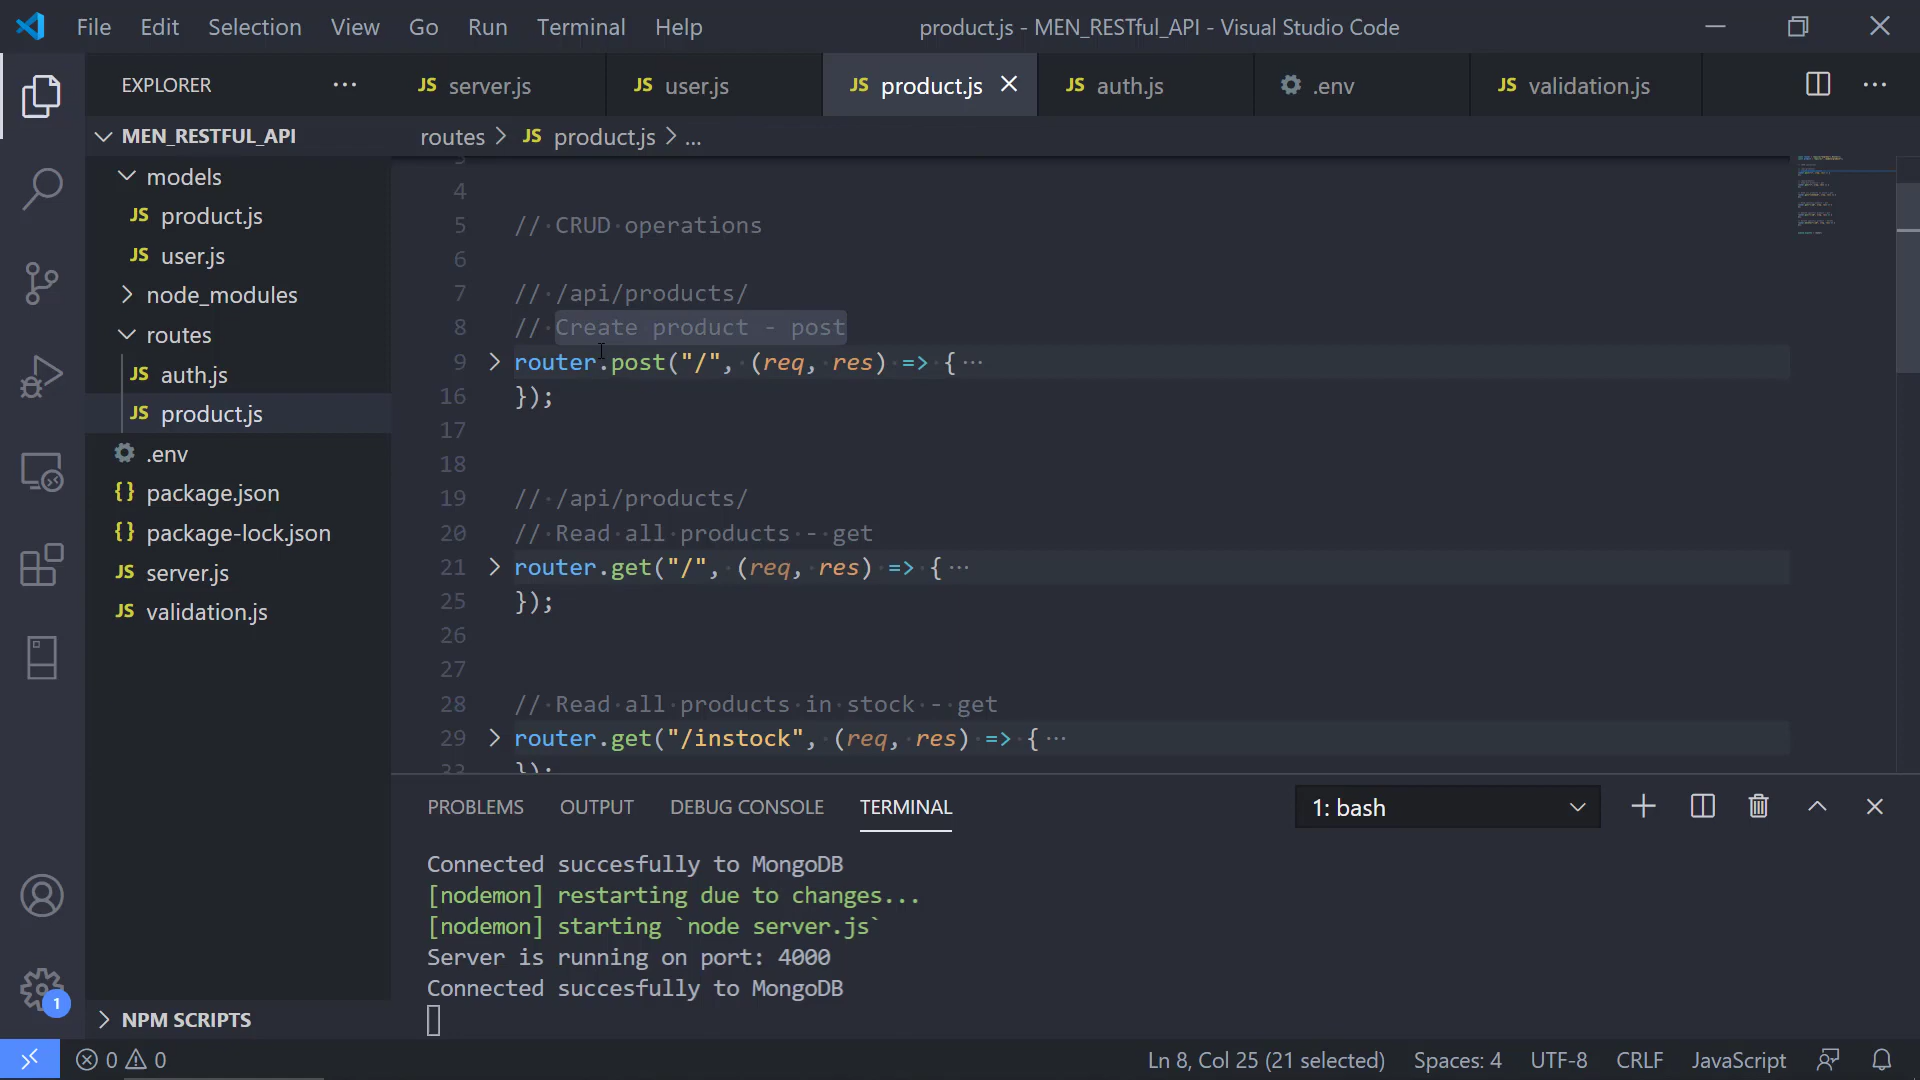 File Edit Selection View Go Run Terminal Help product.js - MEN_RESTful_API - Visual Studio Code
EXPLORER ··· JS server.js JS user.js JS product.js JS auth.js .env JS validation.js ···
MEN_RESTFUL_API
routes > JS product.js > ...
models
JS product.js
JS user.js
node_modules
routes
JS auth.js
JS product.js
.env
{} package.json
{} package-lock.json
JS server.js
JS validation.js
NPM SCRIPTS
3
4
5 // CRUD operations
6
7 // /api/products/
8 // Create product - post
9 router.post("/", (req, res) => { ···
16 });
17
18
19 // /api/products/
20 // Read all products - get
21 router.get("/", (req, res) => { ···
25 });
26
27
28 // Read all products in stock - get
29 router.get("/instock", (req, res) => { ···
33 });
PROBLEMS OUTPUT DEBUG CONSOLE TERMINAL 1: bash
Connected succesfully to MongoDB
[nodemon] restarting due to changes...
[nodemon] starting `node server.js`
Server is running on port: 4000
Connected succesfully to MongoDB
1
0 0 Ln 8, Col 25 (21 selected) Spaces: 4 UTF-8 CRLF JavaScript